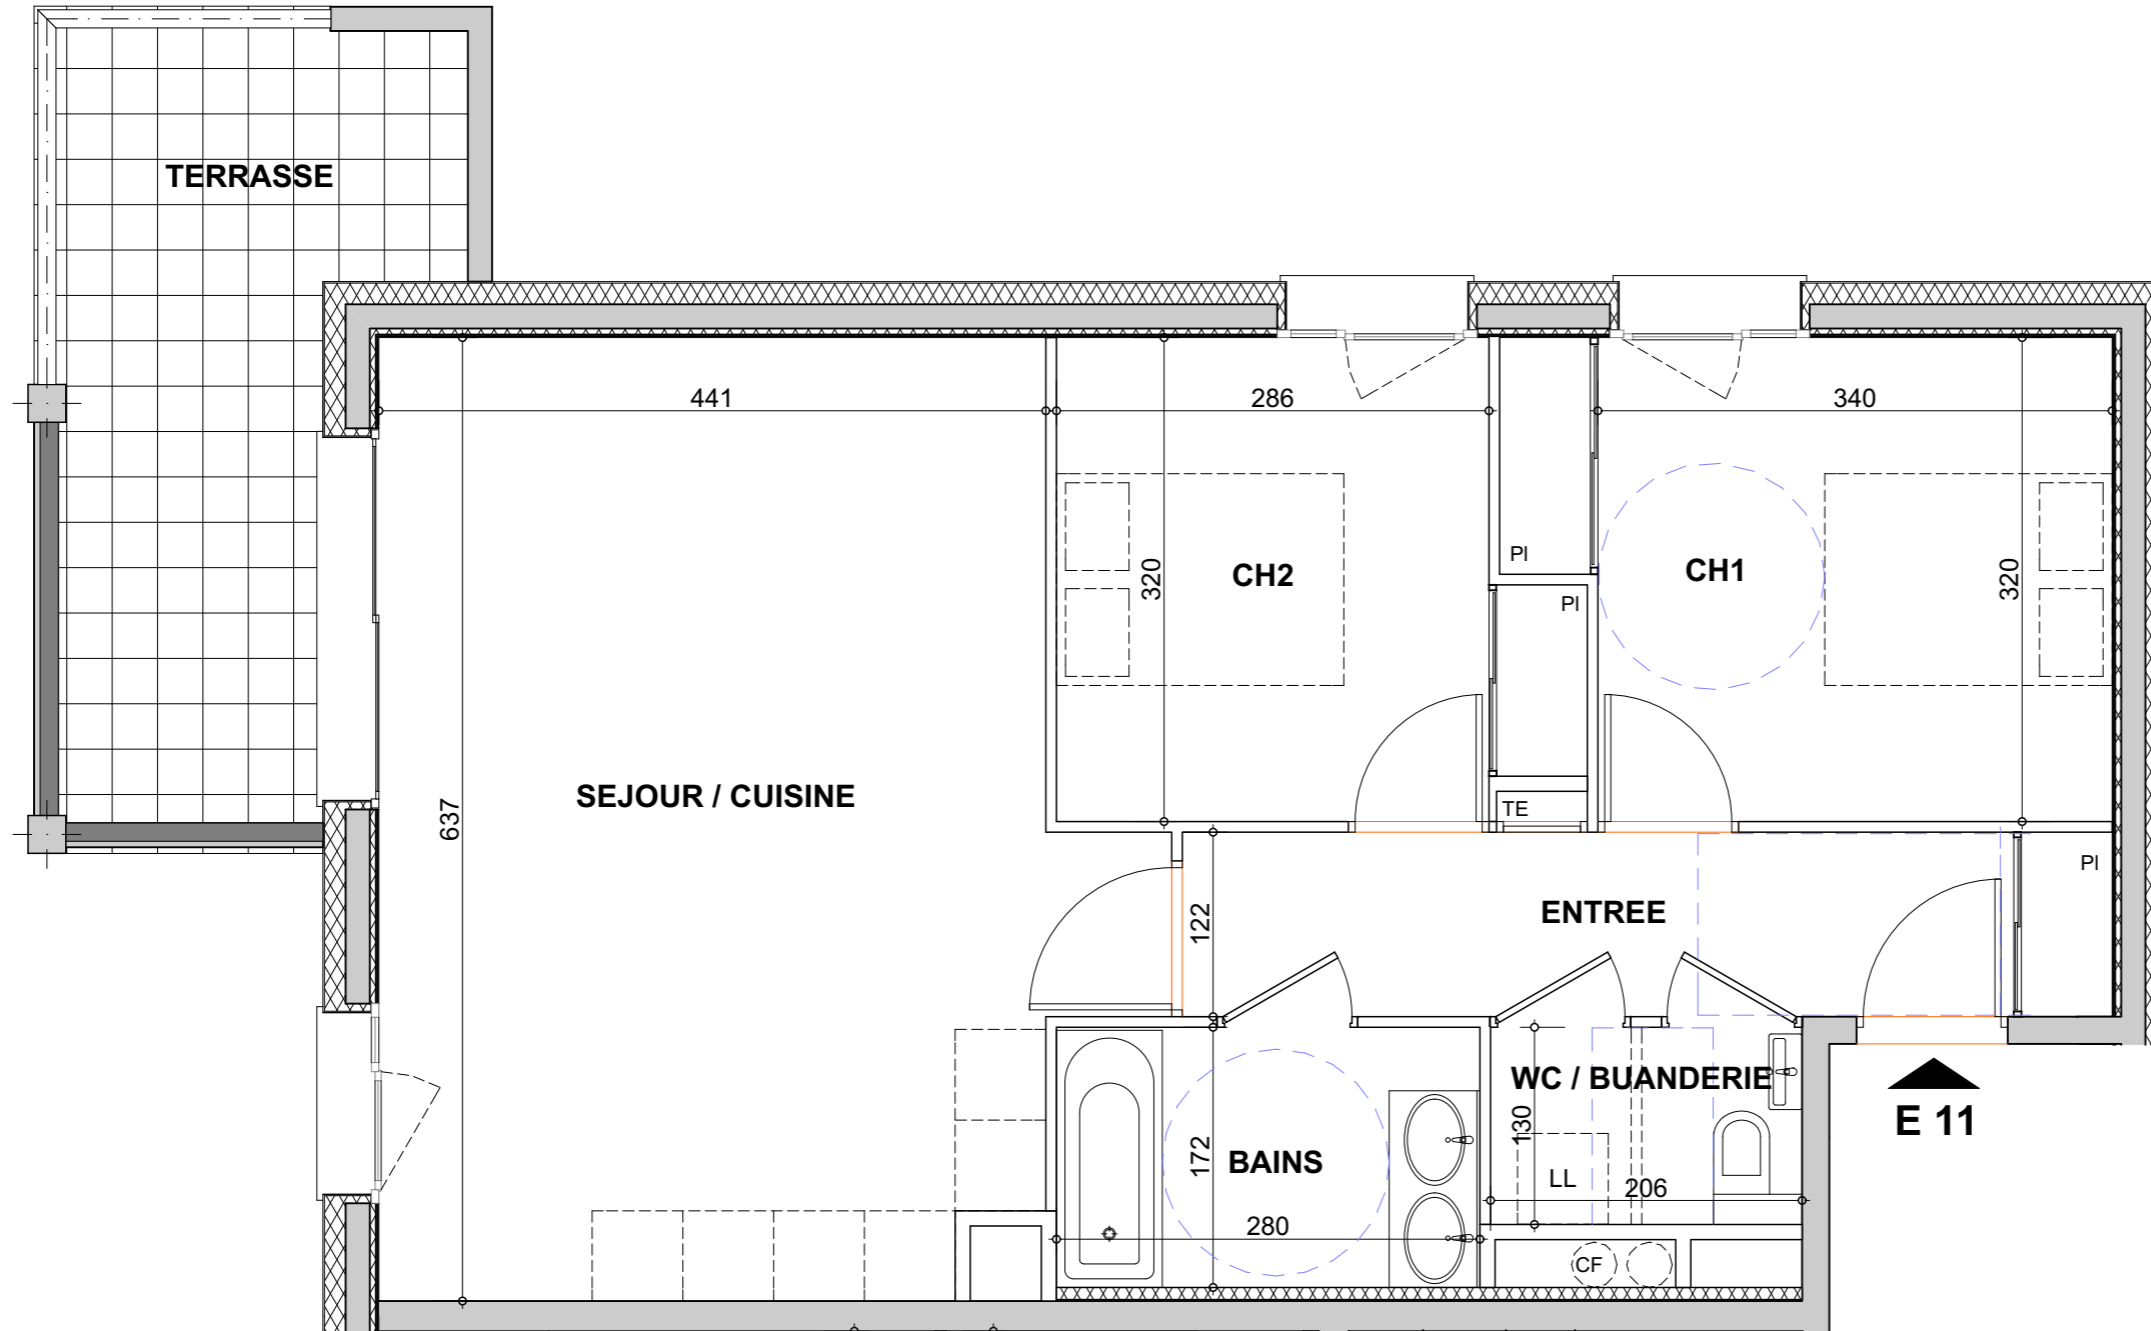 TERRASSE
441
286
340
PI
CH2
CH1
320
320
PI
SEJOUR / CUISINE
637
TE
PI
ENTREE
122
WC / BUANDERIE
E 11
130
172
BAINS
LL
206
280
CF